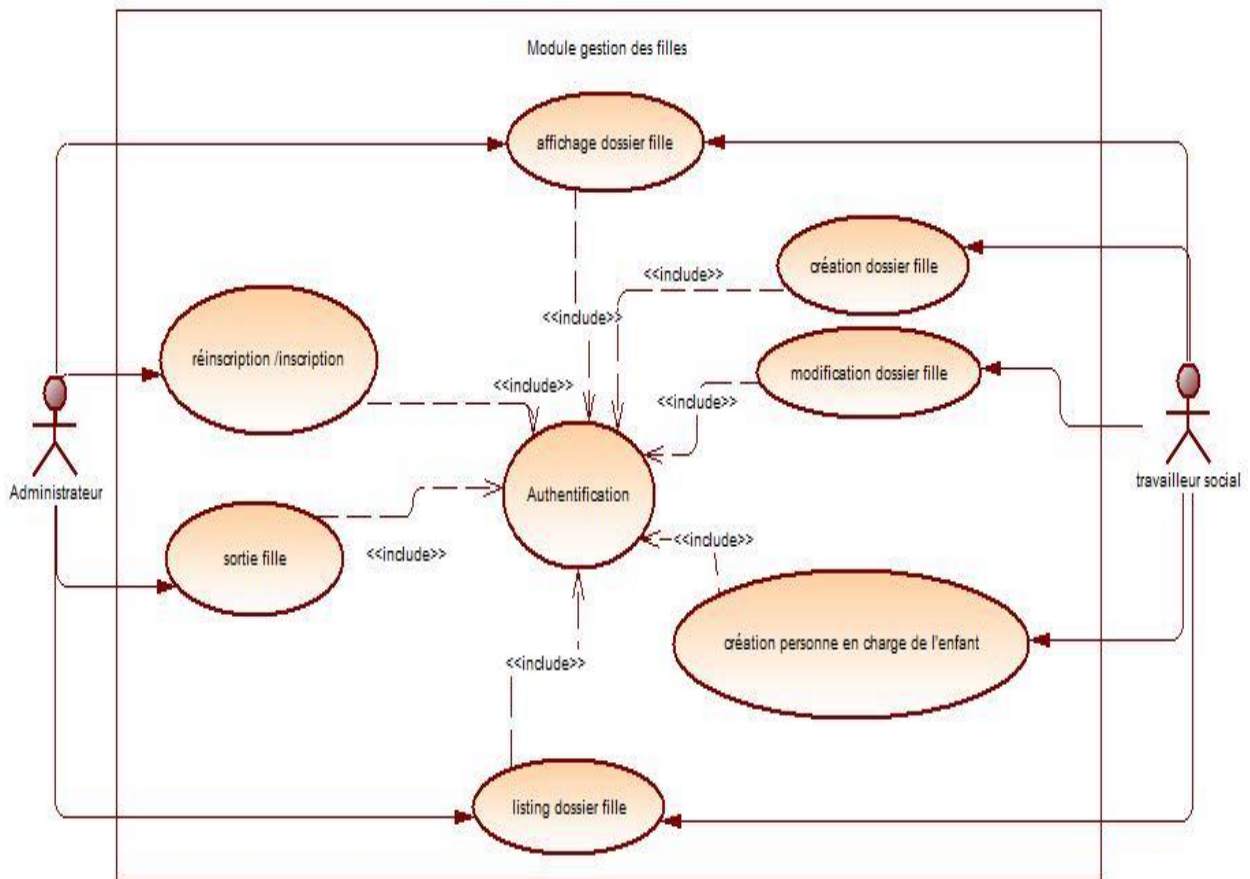 Module gestion des filles
affichage dossier fille
création dossier fille
<<include>>
<<include>>
réinscription /inscription
modification dossier fille
<<include>>
<<include>>
Administrateur
Authentification
travailleur social
sortie fille
<<include>>
<<include>>
création personne en charge de l'enfant
<<include>>
listing dossier fille